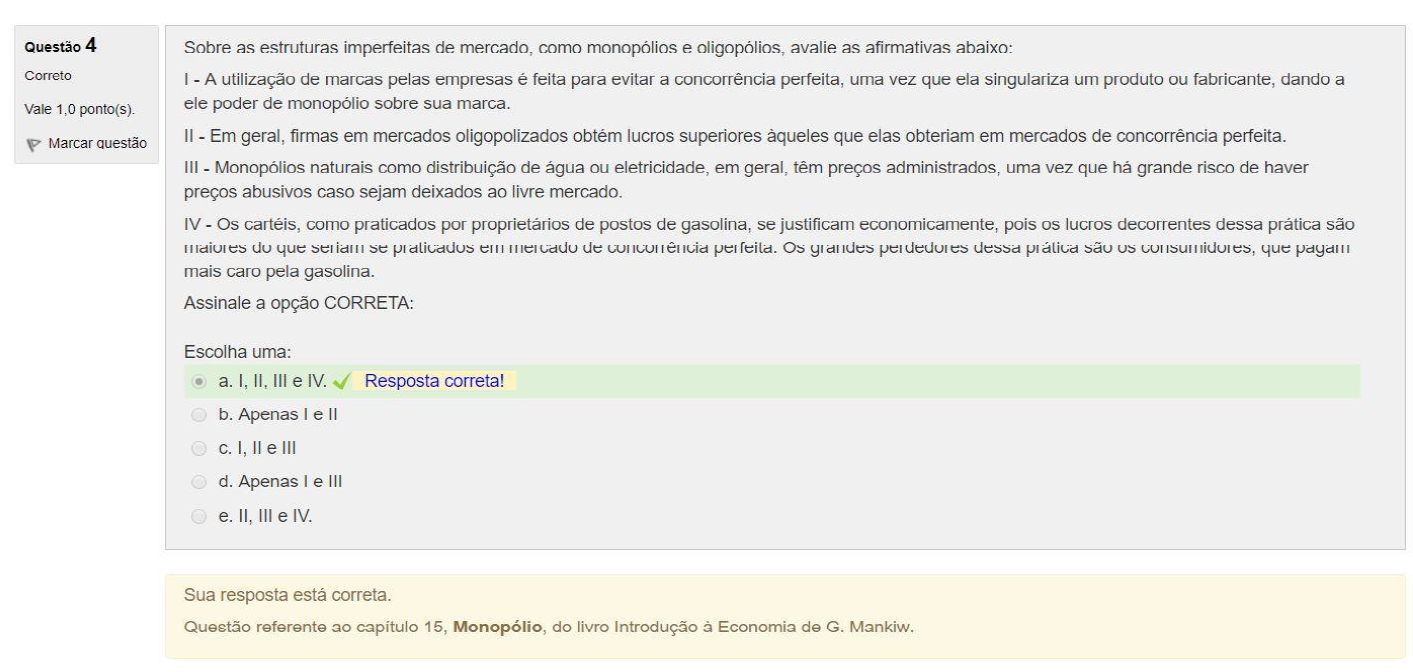 Questão 4
Correto
Vale 1,0 ponto(s).
Marcar questão
Sobre as estruturas imperfeitas de mercado, como monopólios e oligopólios, avalie as afirmativas abaixo:
I - A utilização de marcas pelas empresas é feita para evitar a concorrência perfeita, uma vez que ela singulariza um produto ou fabricante, dando a
ele poder de monopólio sobre sua marca.
II - Em geral, firmas em mercados oligopolizados obtém lucros superiores àqueles que elas obteriam em mercados de concorrência perfeita.
III - Monopólios naturais como distribuição de água ou eletricidade, em geral, têm preços administrados, uma vez que há grande risco de haver
preços abusivos caso sejam deixados ao livre mercado.
IV - Os cartéis, como praticados por proprietários de postos de gasolina, se justificam economicamente, pois os lucros decorrentes dessa prática são
maiores do que seriam se praticados em mercado de concorrência perfeita. Os grandes perdedores dessa prática são os consumidores, que pagam
mais caro pela gasolina.
Assinale a opção CORRETA:
Escolha uma:
a. I, II, III e IV. Resposta correta!
b. Apenas I e II
c. I, II e III
d. Apenas I e III
e. II, III e IV.
Sua resposta está correta.
Questão referente ao capítulo 15, Monopólio, do livro Introdução à Economia de G. Mankiw.